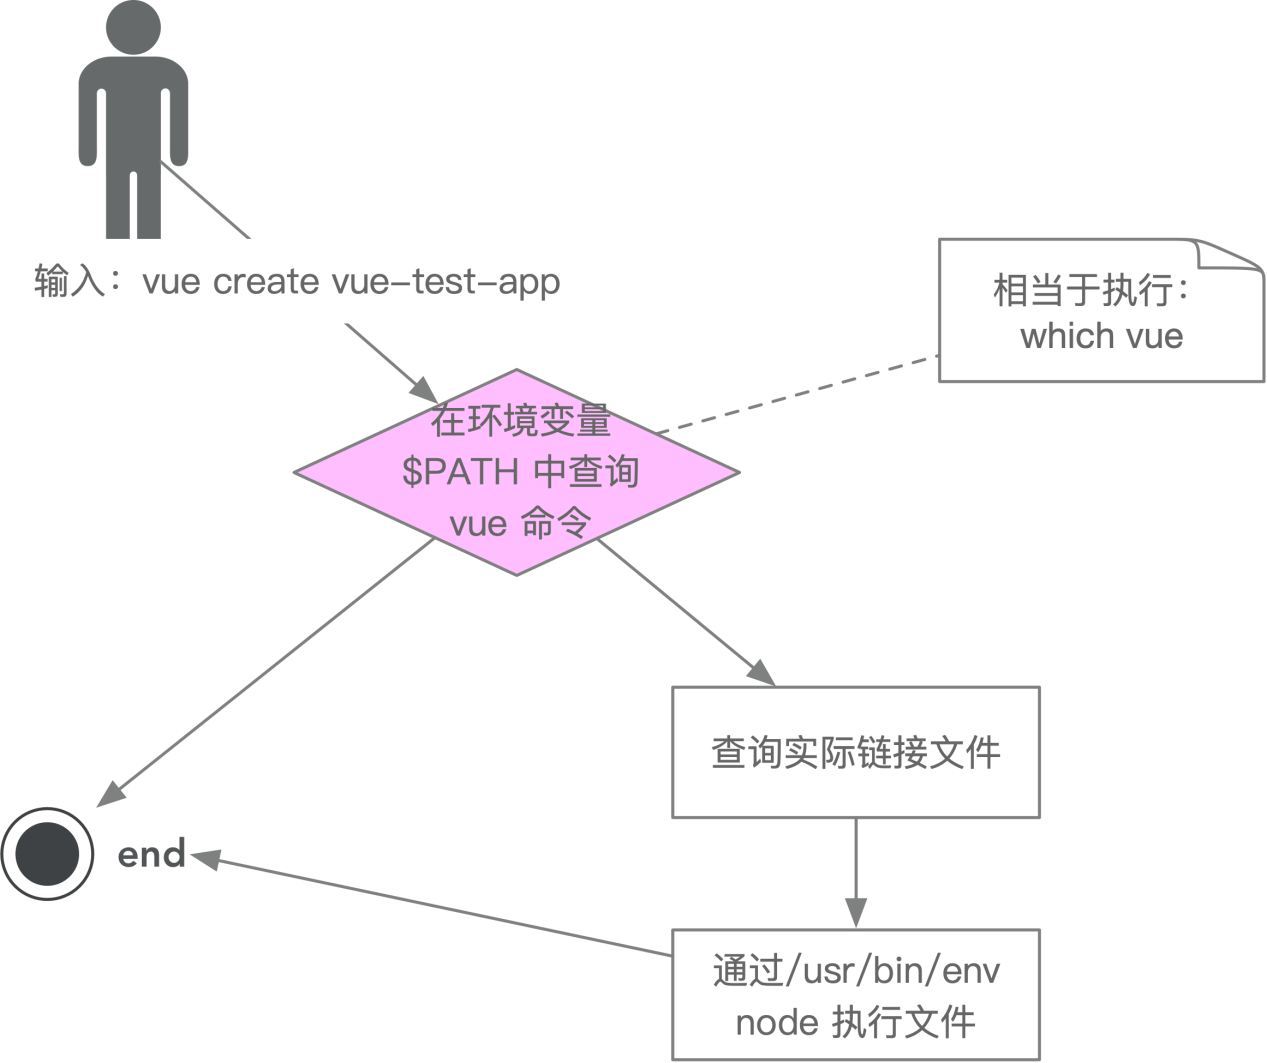 输入：vue create vue-test-app
相当于执行：
which vue
在环境变量
$PATH 中查询
vue 命令
查询实际链接文件
end
通过/usr/bin/env
node 执行文件